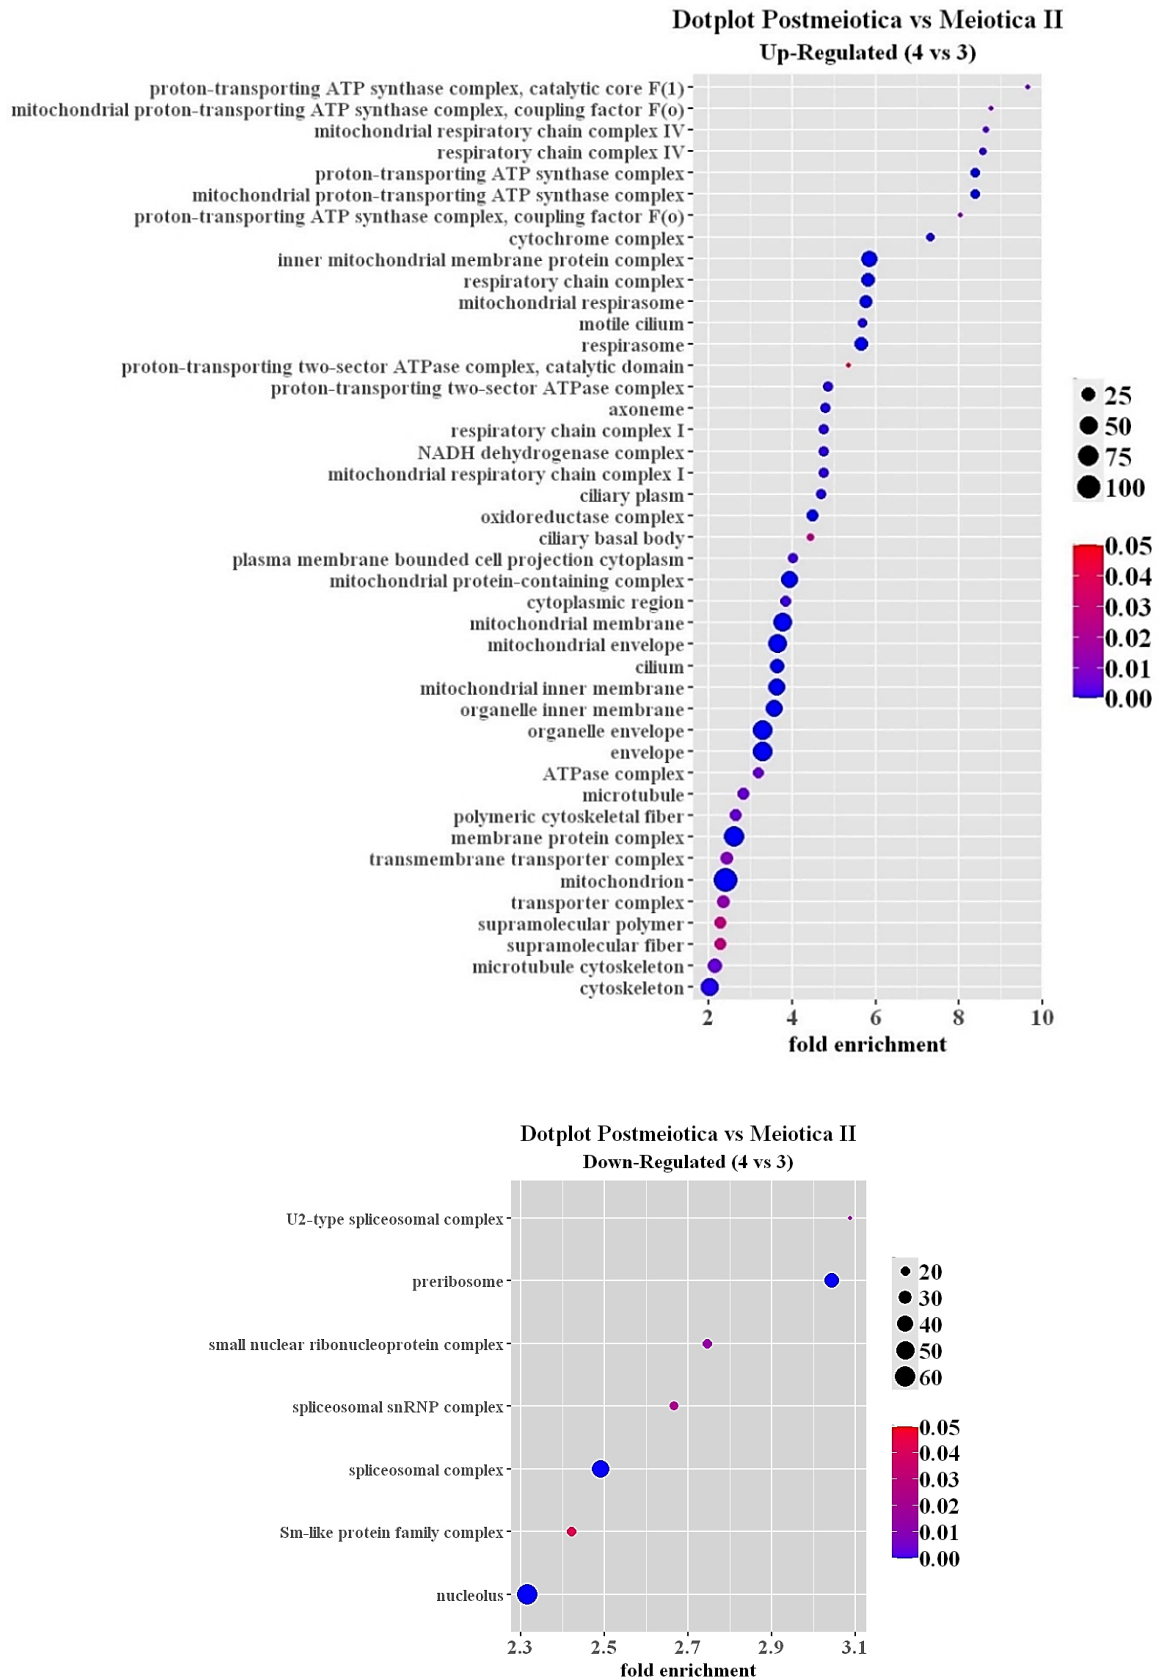 Dotplot Postmeiotica vs Meiotica II
Up-Regulated (4 vs 3)
proton-transporting ATP synthase complex, catalytic core F(1)
mitochondrial proton-transporting ATP synthase complex, coupling factor F(o)
mitochondrial respiratory chain complex IV
respiratory chain complex IV
proton-transporting ATP synthase complex
mitochondrial proton-transporting ATP synthase complex
proton-transporting ATP synthase complex, coupling factor F(o)
cytochrome complex
inner mitochondrial membrane protein complex
respiratory chain complex
mitochondrial respirasome
motile cilium
respirasome
proton-transporting two-sector ATPase complex, catalytic domain
proton-transporting two-sector ATPase complex
axoneme
respiratory chain complex I
NADH dehydrogenase complex
mitochondrial respiratory chain complex I
ciliary plasm
oxidoreductase complex
ciliary basal body
plasma membrane bounded cell projection cytoplasm
mitochondrial protein-containing complex
cytoplasmic region
mitochondrial membrane
mitochondrial envelope
cilium
mitochondrial inner membrane
organelle inner membrane
organelle envelope
envelope
ATPase complex
microtubule
polymeric cytoskeletal fiber
membrane protein complex
transmembrane transporter complex
mitochondrion
transporter complex
supramolecular polymer
supramolecular fiber
microtubule cytoskeleton
cytoskeleton
2 4 6 8 10
fold enrichment
25
50
75
100
0.05
0.04
0.03
0.02
0.01
0.00
Dotplot Postmeiotica vs Meiotica II
Down-Regulated (4 vs 3)
U2-type spliceosomal complex
preribosome
small nuclear ribonucleoprotein complex
spliceosomal snRNP complex
spliceosomal complex
Sm-like protein family complex
nucleolus
2.3 2.5 2.7 2.9 3.1
fold enrichment
20
30
40
50
60
0.05
0.04
0.03
0.02
0.01
0.00